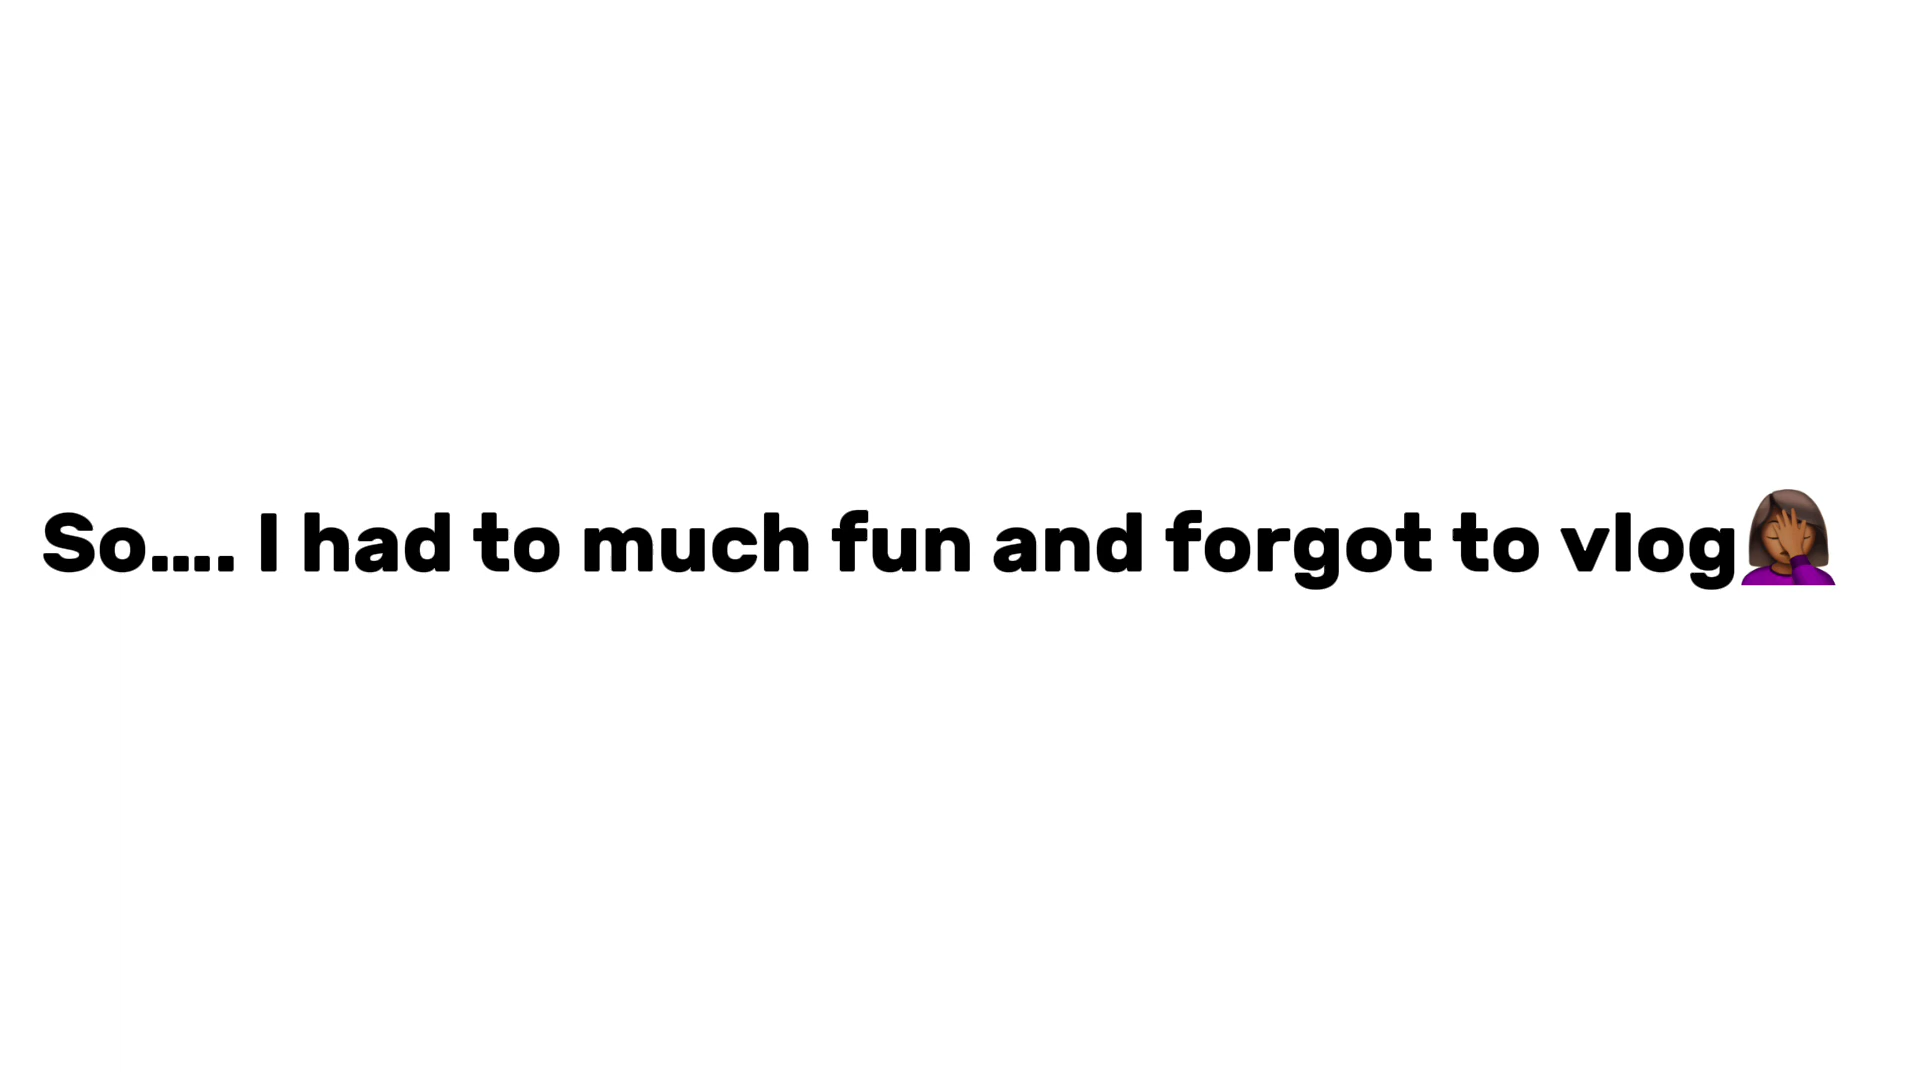 So.... I had to much fun and forgot to vlog🤦🏾‍♀️